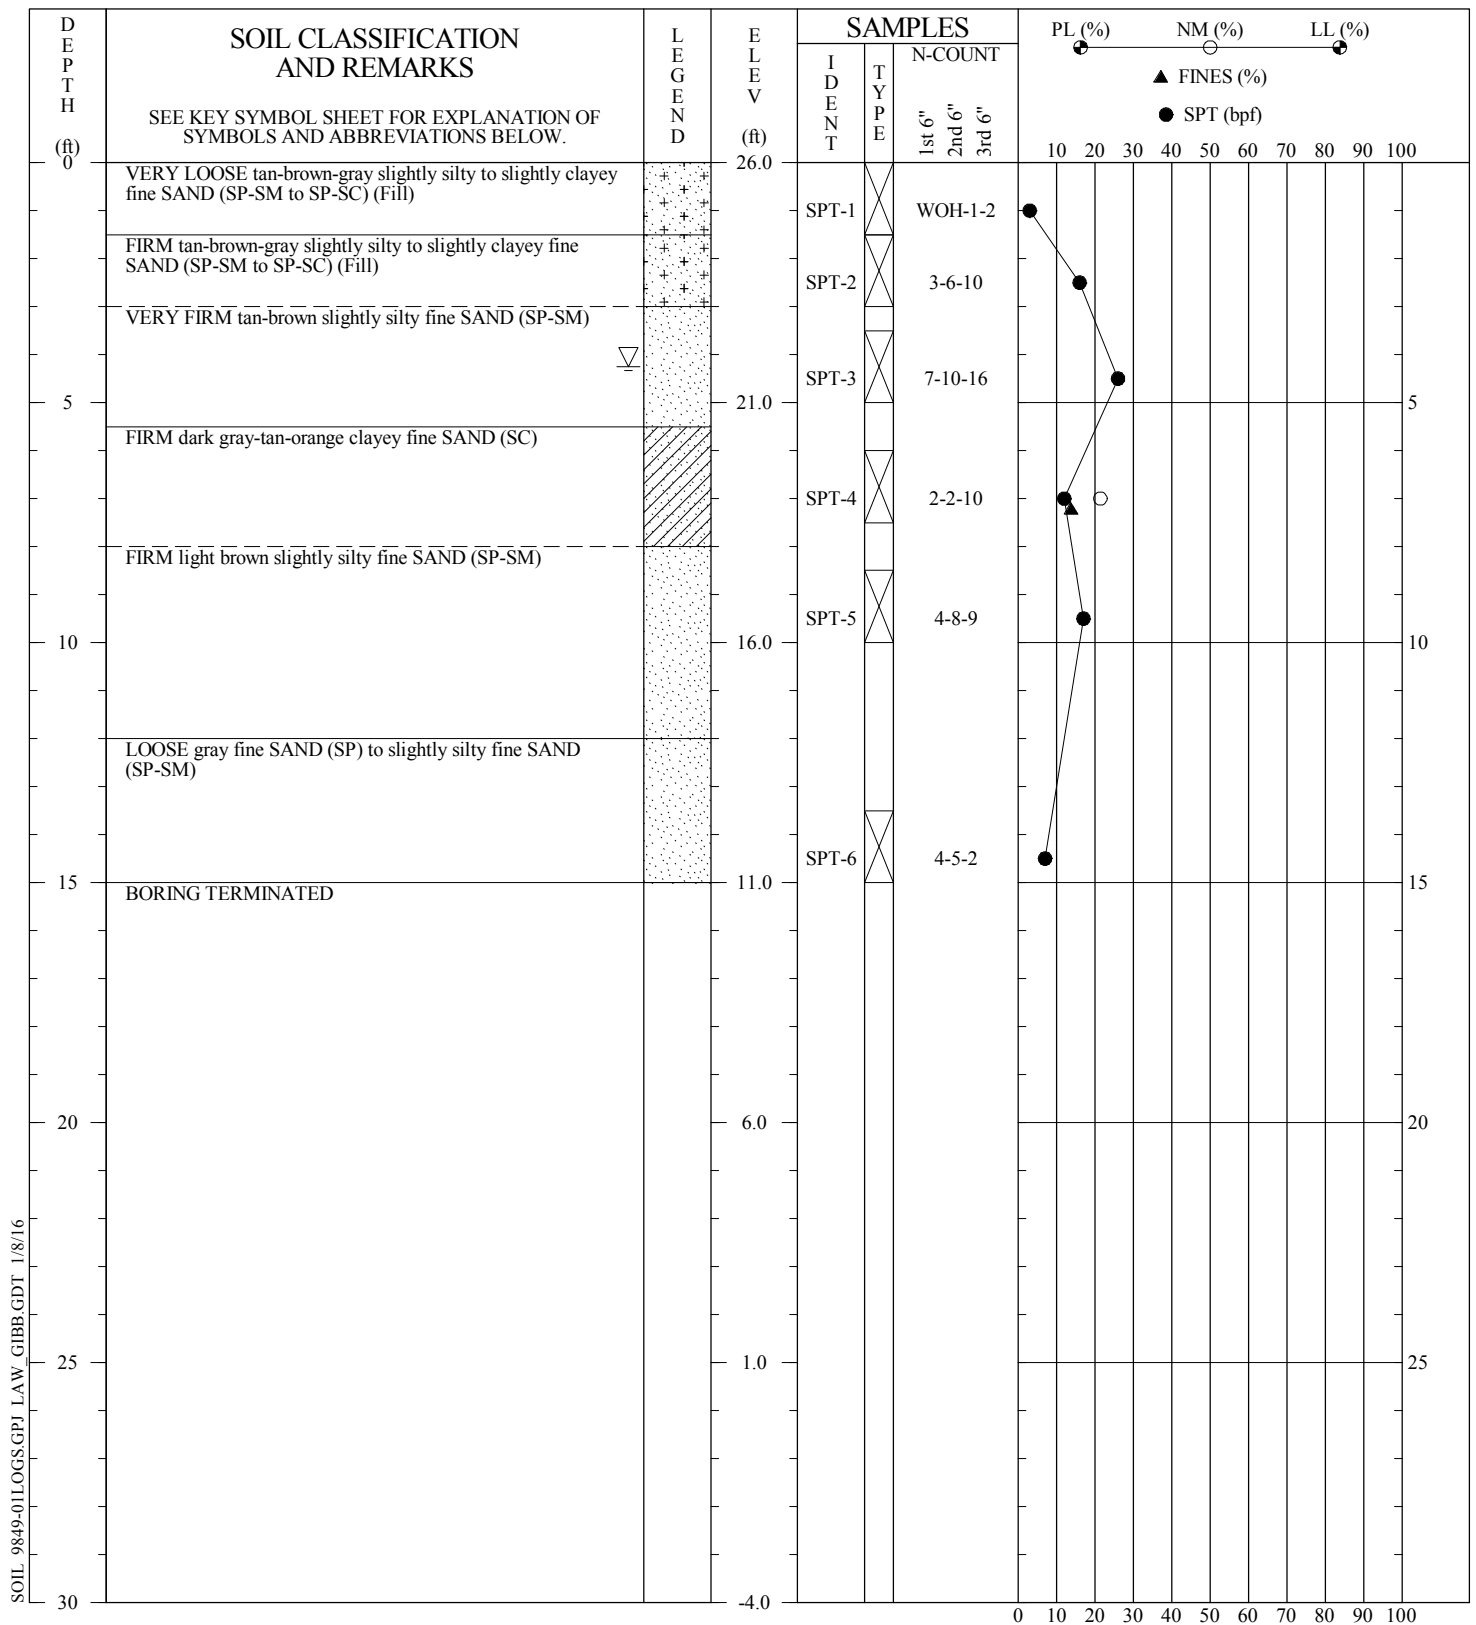 DEPTH
(ft)
SOIL CLASSIFICATION
AND REMARKS
SEE KEY SYMBOL SHEET FOR EXPLANATION OF
SYMBOLS AND ABBREVIATIONS BELOW.
LEGEND
ELEV
(ft)
SAMPLES
IDENT
TYPE
N-COUNT
1st 6"
2nd 6"
3rd 6"
PL (%) NM (%) LL (%)
▲ FINES (%)
● SPT (bpf)
10 20 30 40 50 60 70 80 90 100
0
26.0
VERY LOOSE tan-brown-gray slightly silty to slightly clayey
fine SAND (SP-SM to SP-SC) (Fill)
SPT-1 WOH-1-2
FIRM tan-brown-gray slightly silty to slightly clayey fine
SAND (SP-SM to SP-SC) (Fill)
SPT-2 3-6-10
VERY FIRM tan-brown slightly silty fine SAND (SP-SM)
SPT-3 7-10-16
5 21.0 5
FIRM dark gray-tan-orange clayey fine SAND (SC)
SPT-4 2-2-10
FIRM light brown slightly silty fine SAND (SP-SM)
SPT-5 4-8-9
10 16.0 10
LOOSE gray fine SAND (SP) to slightly silty fine SAND
(SP-SM)
SPT-6 4-5-2
15 11.0 15
BORING TERMINATED
20 6.0 20
25 1.0 25
30 -4.0
0 10 20 30 40 50 60 70 80 90 100
SOIL 9849-01LOGS.GPJ LAW_GIBB.GDT 1/8/16